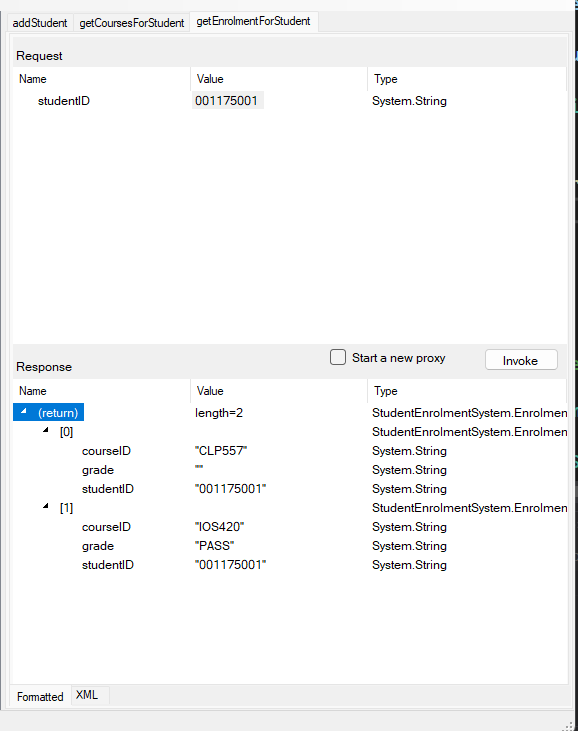 addStudent getCoursesForStudent getEnrolmentForStudent
Request
Name Value Type
studentID 001175001 System.String
Start a new proxy Invoke
Response
Name Value Type
(return) length=2 StudentEnrolmentSystem.Enrolmen
[0] StudentEnrolmentSystem.Enrolmen
courseID "CLP557" System.String
grade "" System.String
studentID "001175001" System.String
[1] StudentEnrolmentSystem.Enrolmen
courseID "IOS420" System.String
grade "PASS" System.String
studentID "001175001" System.String
Formatted XML